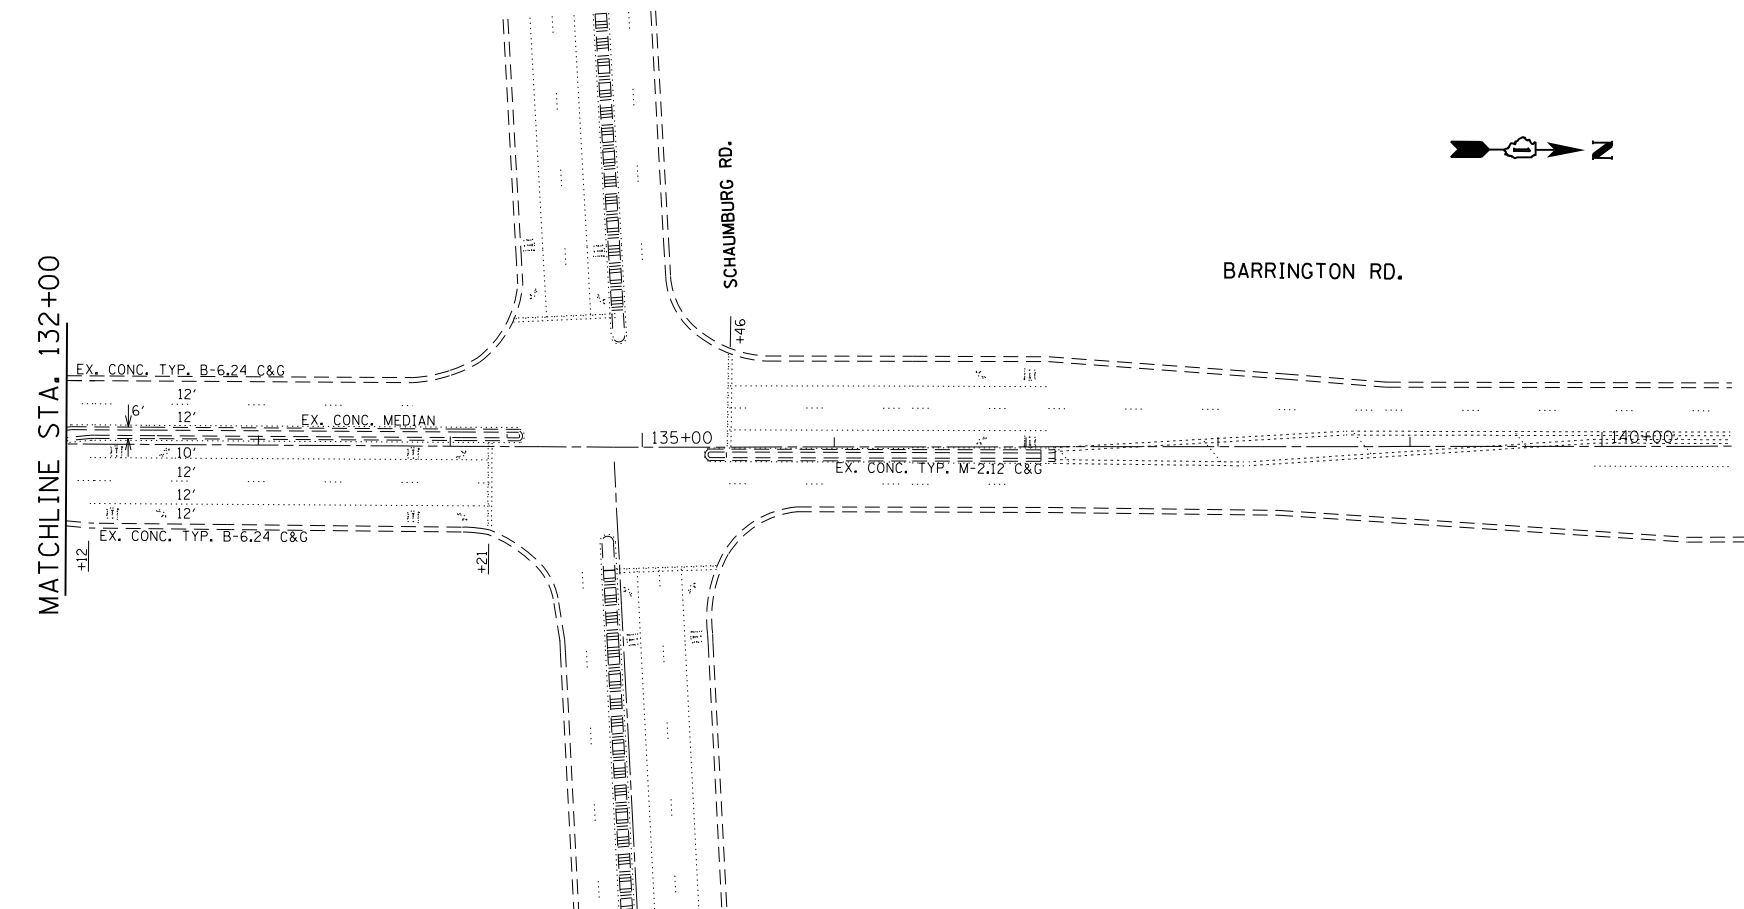 SCHAUMBURG RD.
N
BARRINGTON RD.
MATCHLINE STA. 132+00
+46
EX. CONC. TYP. B-6.24 C&G
12'
6'
12'
EX. CONC. MEDIAN
135+00
140+00
10'
EX. CONC. TYP. M-2.12 C&G
12'
12'
12'
EX. CONC. TYP. B-6.24 C&G
+12
+21